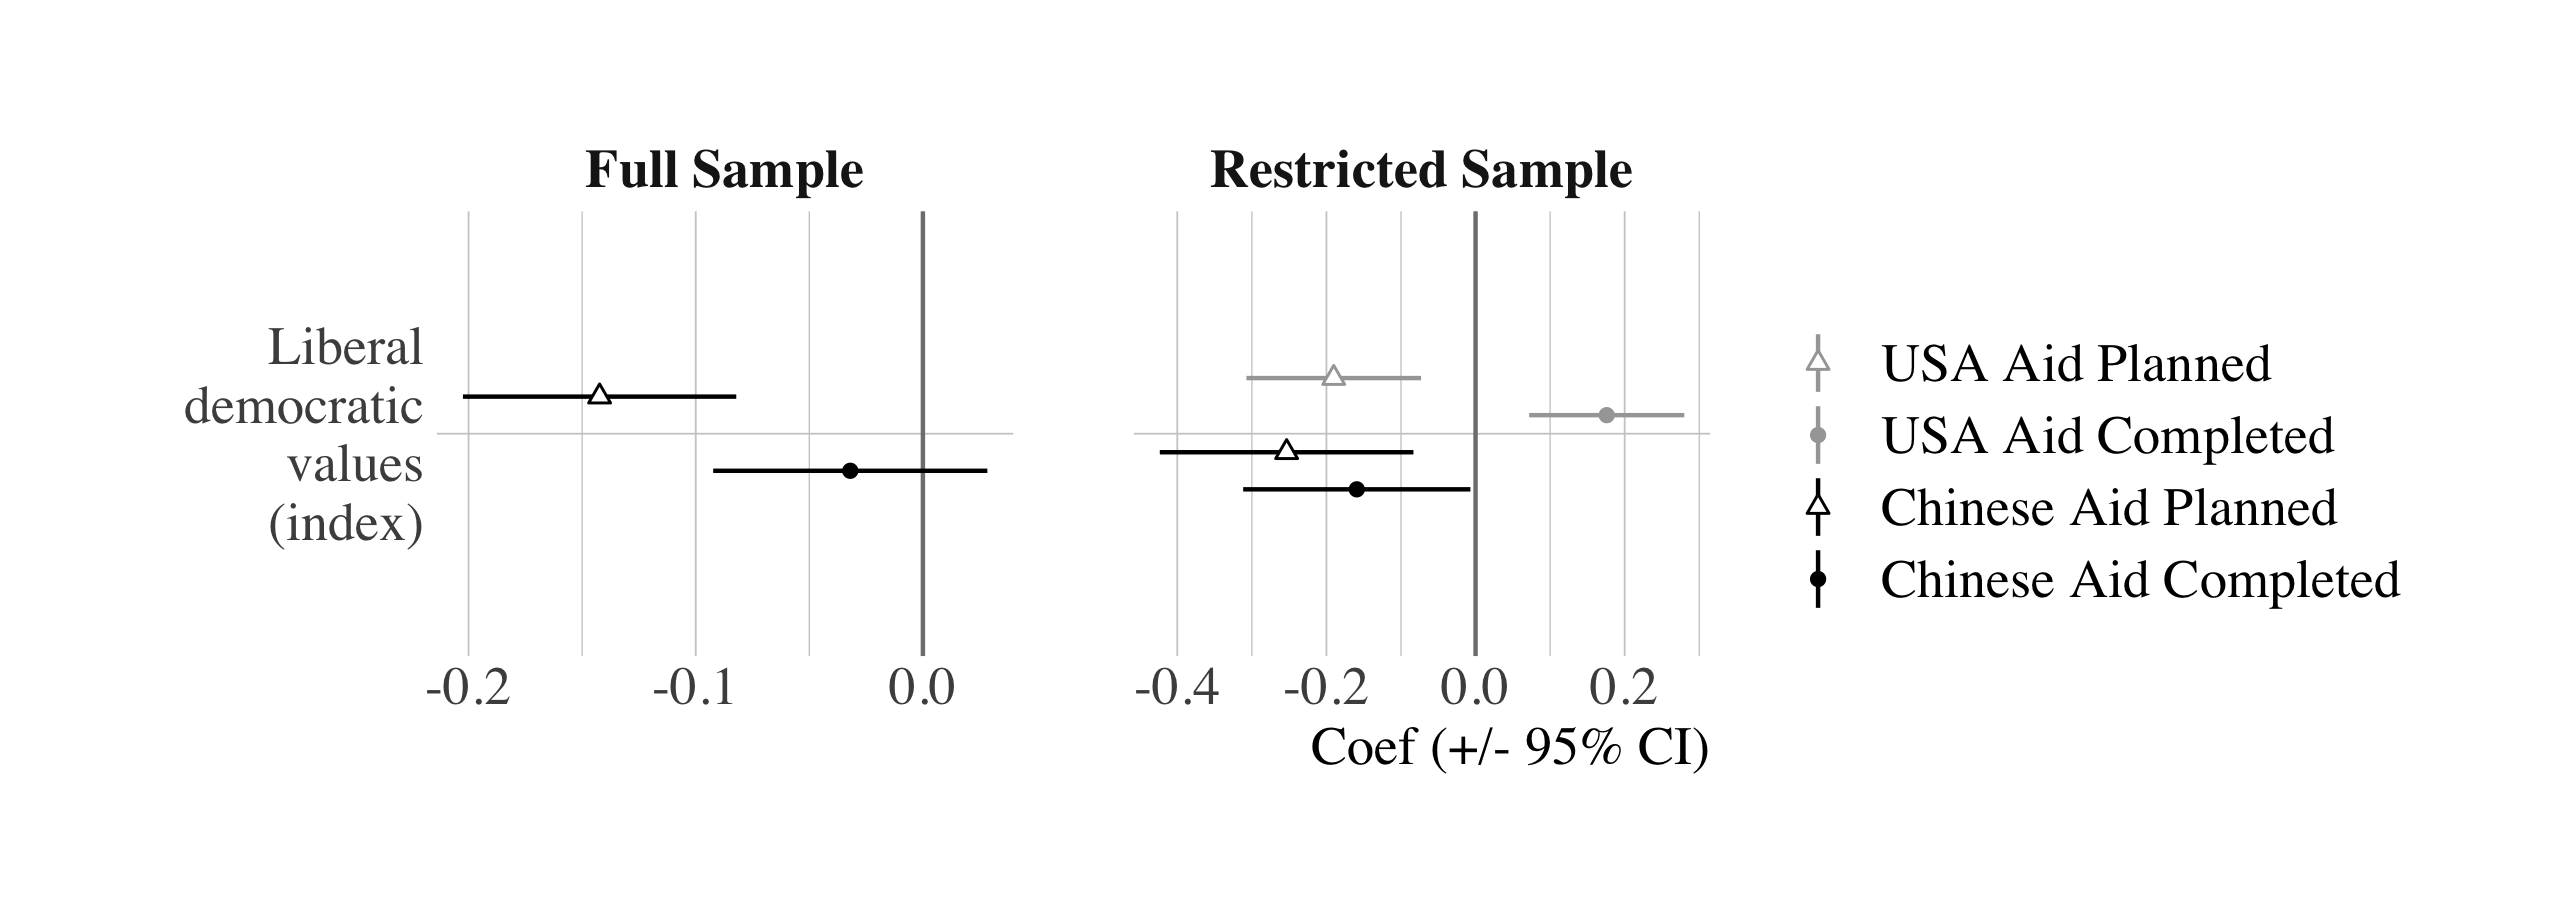 Full Sample
Restricted Sample
Liberal
democratic
values
(index)
-0.2
-0.1
0.0
-0.4
-0.2
0.0
0.2
Coef (+/- 95% CI)
USA Aid Planned
USA Aid Completed
Chinese Aid Planned
Chinese Aid Completed